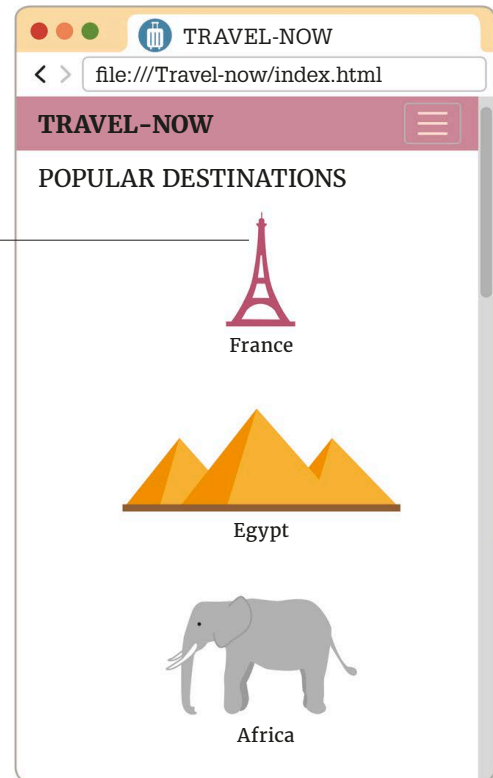 TRAVEL-NOW
file:///Travel-now/index.html
TRAVEL-NOW
POPULAR DESTINATIONS
France
Egypt
Africa